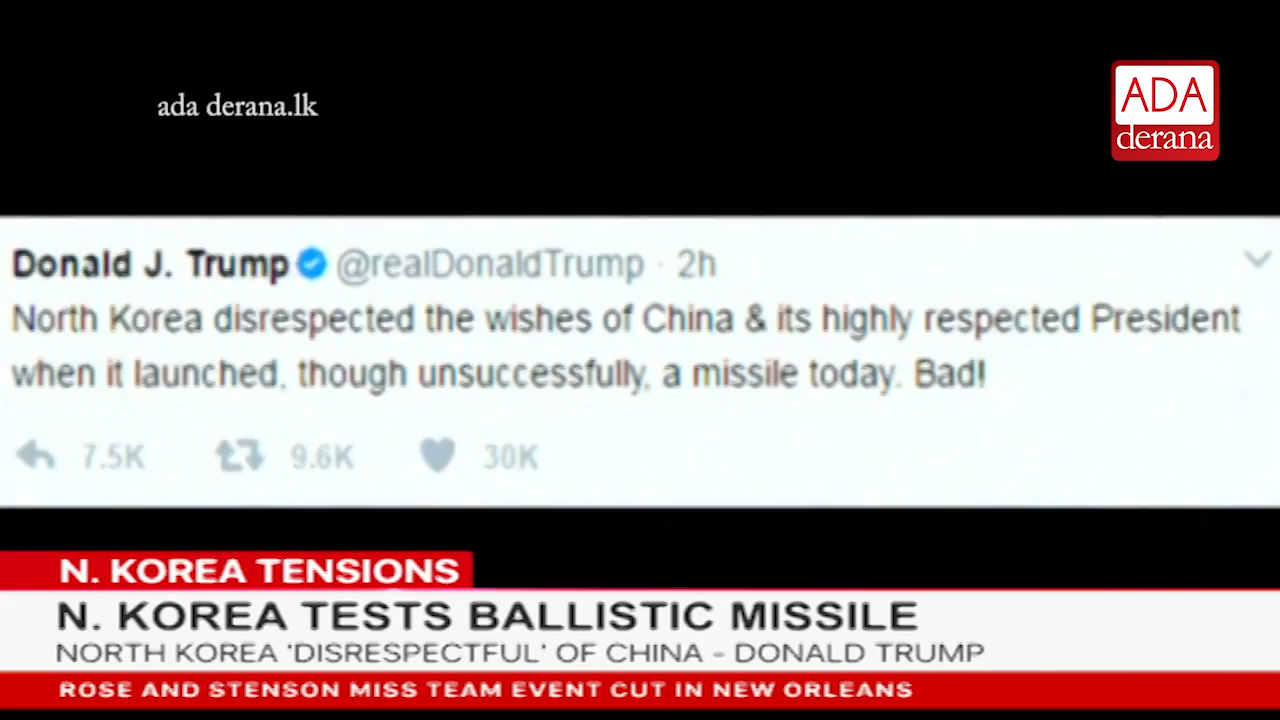 ada derana.lk
ADA
derana
Donald J. Trump @realDonaldTrump · 2h
North Korea disrespected the wishes of China & its highly respected President
when it launched, though unsuccessfully, a missile today. Bad!
7.5K 9.6K 30K
N. KOREA TENSIONS
N. KOREA TESTS BALLISTIC MISSILE
NORTH KOREA 'DISRESPECTFUL' OF CHINA - DONALD TRUMP
ROSE AND STENSON MISS TEAM EVENT CUT IN NEW ORLEANS